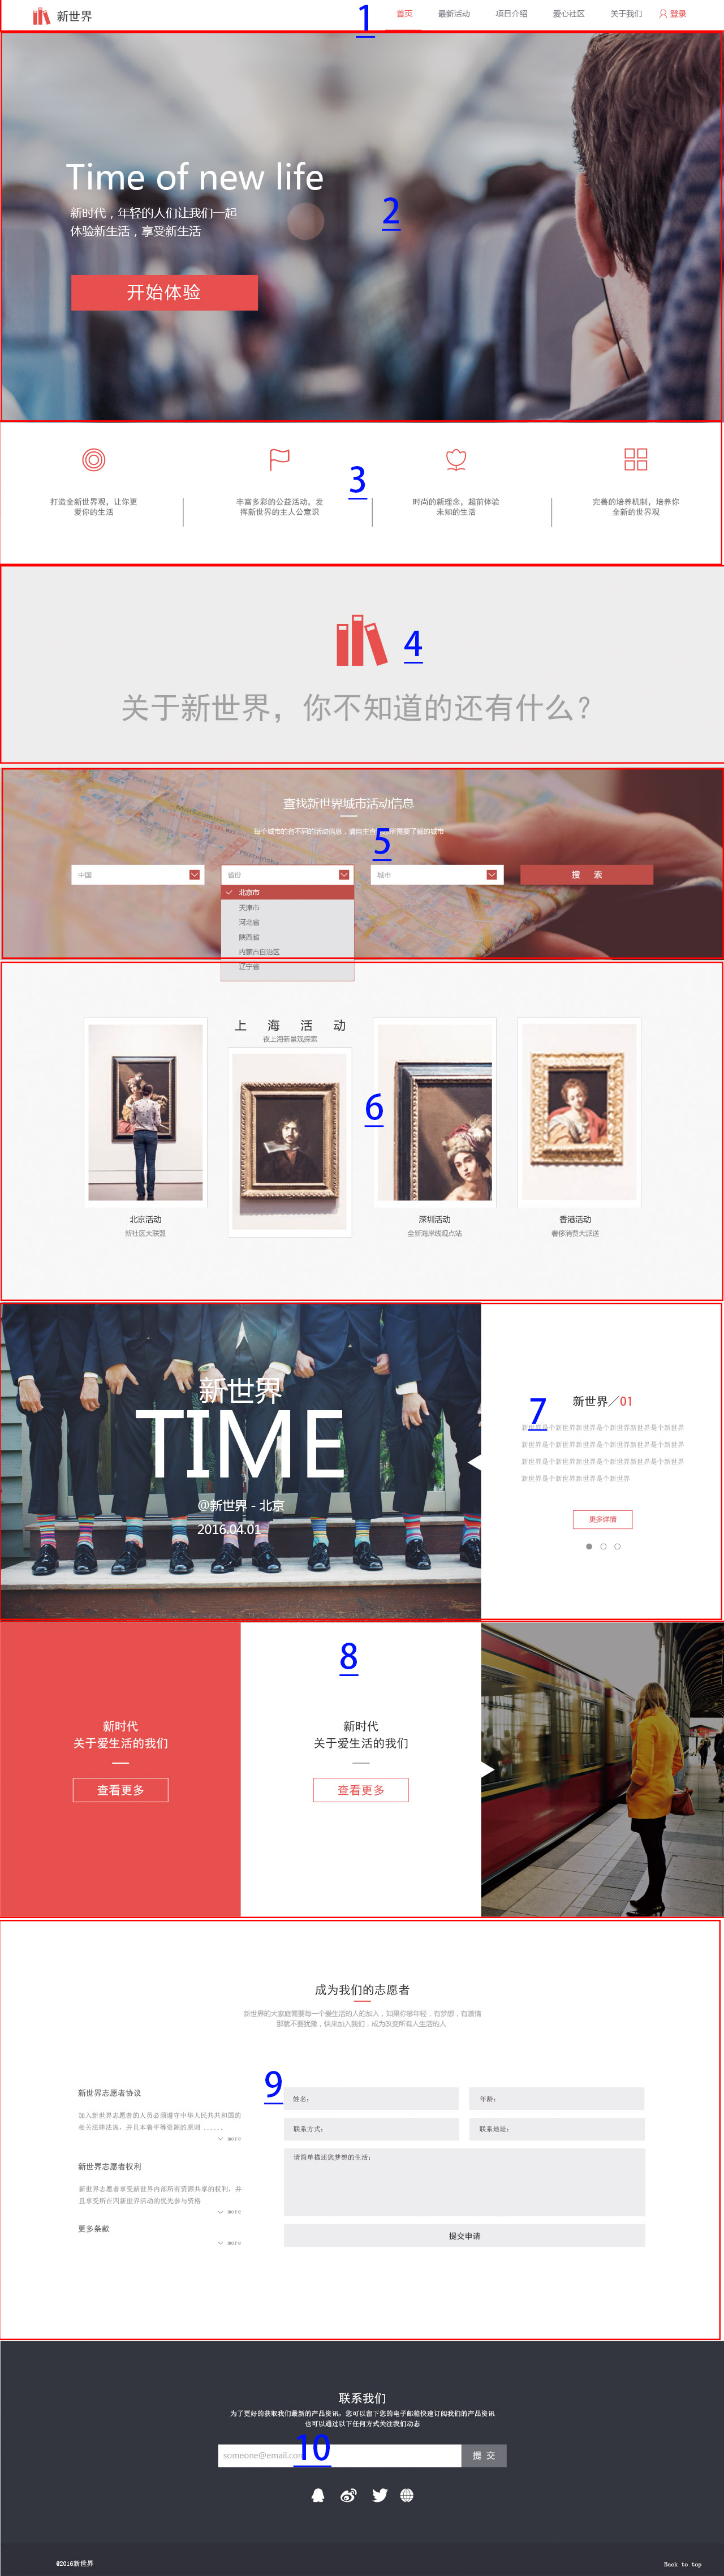 新世界
1
首页
最新活动
项目介绍
爱心社区
关于我们
登录
Time of new life
2
新时代，年轻的人们让我们一起
体验新生活，享受新生活
开始体验
3
打造全新世界观，让你更
爱你的生活
丰富多彩的公益活动，发
挥新世界的主人公意识
时尚的新理念，超前体验
未知的生活
完善的培养机制，培养你
全新的世界观
4
关于新世界，你不知道的还有什么？
查找新世界城市活动信息
5
每个城市的有不同的活动信息，请向主自 所需要了解的城市
中国
省份
城市
搜 索
北京市
天津市
河北省
陕西省
内蒙古自治区
辽宁省
上 海 活 动
夜上海新景观探索
6
北京活动
新社区大联盟
深圳活动
全新海岸线观点站
香港活动
奢侈消费大派送
新世界
TIME
@新世界 - 北京
2016.04.01
7
新世界／01
新世界是个新世界新世界是个新世界新世界是个新世界
新世界是个新世界新世界是个新世界新世界是个新世界
新世界是个新世界新世界是个新世界新世界是个新世界
新世界是个新世界新世界是个新世界
更多详情
8
新时代
关于爱生活的我们
查看更多
新时代
关于爱生活的我们
查看更多
成为我们的志愿者
新世界的大家庭需要每一个爱生活的人的加入，如果你够年轻，有梦想，有激情
那就不要犹豫，快来加入我们，成为改变所有人生活的人
9
新世界志愿者协议
加入新世界志愿者的人员必须遵守中华人民共共和国的
相关法律法规，并且本着平等资源的原则 ......
more
新世界志愿者权利
新世界志愿者享受新世界内部所有资源共享的权利，并
且享受所在四新世界活动的优先参与资格
more
更多条款
more
姓名：
年龄：
联系方式：
联系地址：
请简单描述您梦想的生活：
提交申请
联系我们
为了更好的获取我们最新的产品资讯，您可以留下您的电子邮箱快速订阅我们的产品资讯
也可以通过以下任何方式关注我们动态
10
someone@email.com
提 交
@2016新世界
Back to top